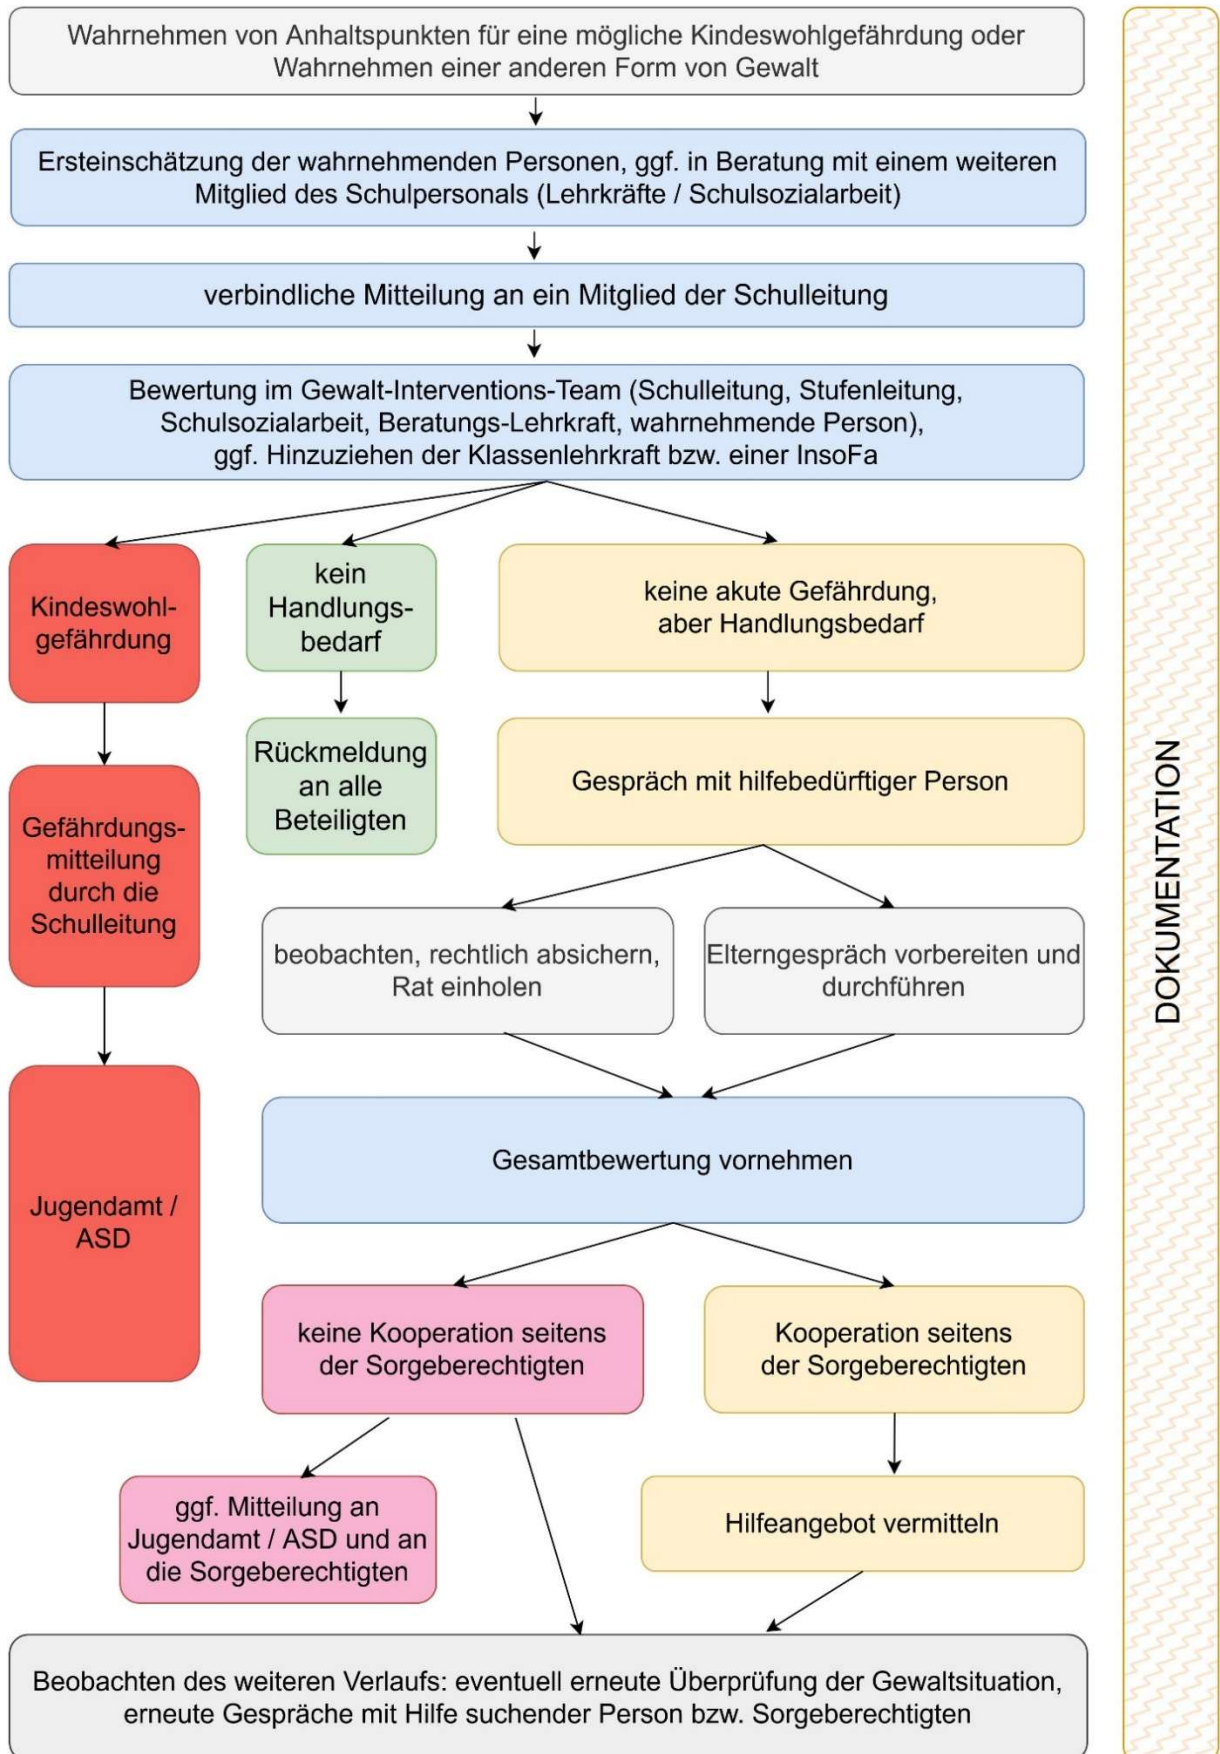 Wahrnehmen von Anhaltspunkten für eine mögliche Kindeswohlgefährdung oder
Wahrnehmen einer anderen Form von Gewalt
Ersteinschätzung der wahrnehmenden Personen, ggf. in Beratung mit einem weiteren
Mitglied des Schulpersonals (Lehrkräfte / Schulsozialarbeit)
verbindliche Mitteilung an ein Mitglied der Schulleitung
Bewertung im Gewalt-Interventions-Team (Schulleitung, Stufenleitung,
Schulsozialarbeit, Beratungs-Lehrkraft, wahrnehmende Person),
ggf. Hinzuziehen der Klassenlehrkraft bzw. einer InsoFa
Kindeswohl-
gefährdung
kein
Handlungs-
bedarf
keine akute Gefährdung,
aber Handlungsbedarf
Gefährdungs-
mitteilung
durch die
Schulleitung
Rückmeldung
an alle
Beteiligten
Gespräch mit hilfebedürftiger Person
beobachten, rechtlich absichern,
Rat einholen
Elterngespräch vorbereiten und
durchführen
Jugendamt /
ASD
Gesamtbewertung vornehmen
keine Kooperation seitens
der Sorgeberechtigten
Kooperation seitens
der Sorgeberechtigten
ggf. Mitteilung an
Jugendamt / ASD und an
die Sorgeberechtigten
Hilfeangebot vermitteln
Beobachten des weiteren Verlaufs: eventuell erneute Überprüfung der Gewaltsituation,
erneute Gespräche mit Hilfe suchender Person bzw. Sorgeberechtigten
DOKUMENTATION